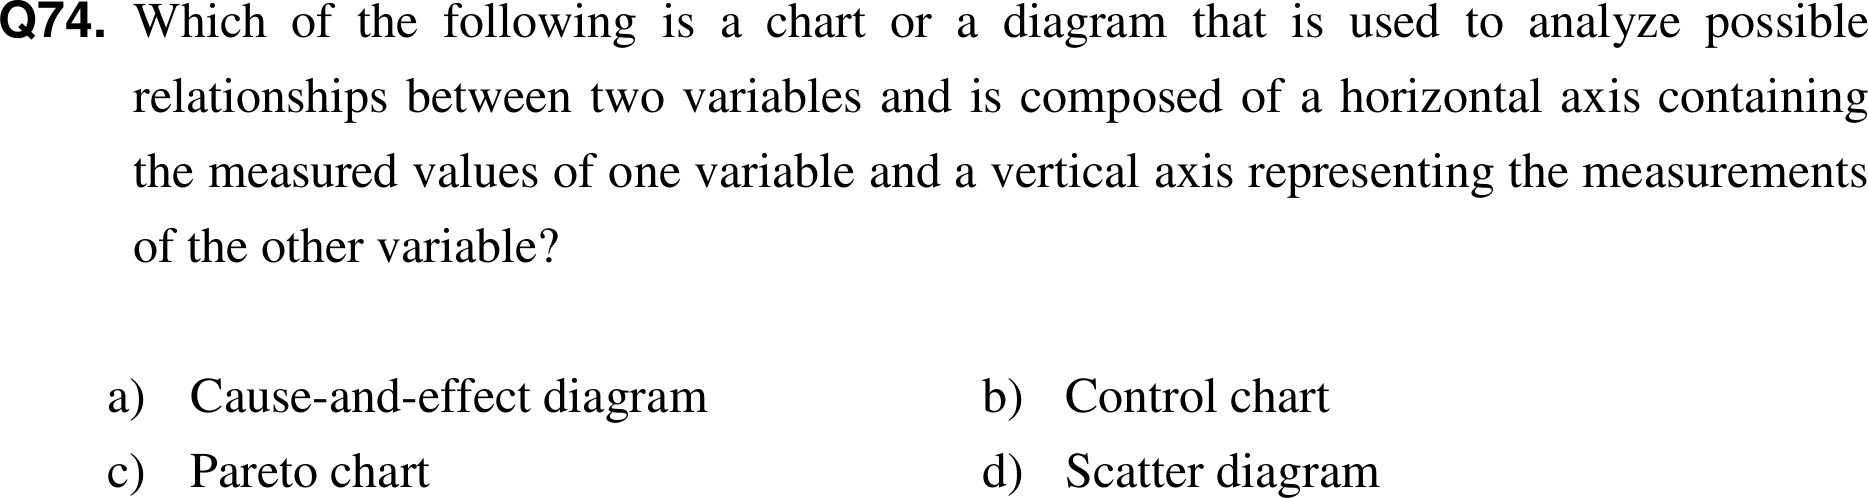 Q74. Which of the following is a chart or a diagram that is used to analyze possible
relationships between two variables and is composed of a horizontal axis containing
the measured values of one variable and a vertical axis representing the measurements
of the other variable?
a) Cause-and-effect diagram b) Control chart
c) Pareto chart d) Scatter diagram